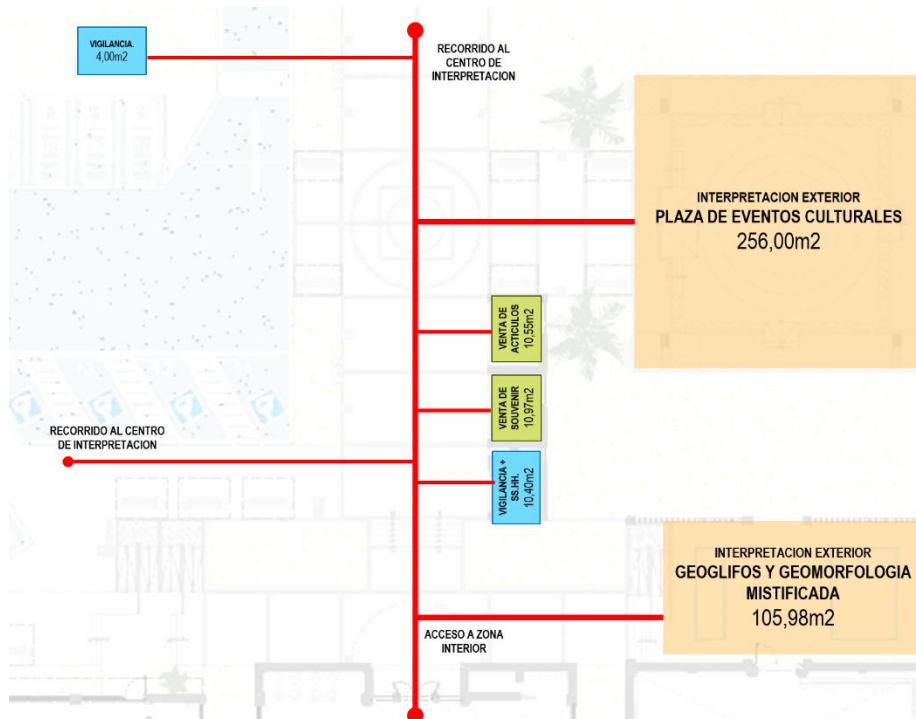 VIGILANCIA.
4,00m2
RECORRIDO AL
CENTRO DE
INTERPRETACION
INTERPRETACION EXTERIOR
PLAZA DE EVENTOS CULTURALES
256,00m2
VENTA DE
ACTICULOS
10,55m2
VENTA DE
SOUVENIR
10,97m2
RECORRIDO AL CENTRO
DE INTERPRETACION
VIGILANCIA +
SS.HH.
10,40m2
INTERPRETACION EXTERIOR
GEOGLIFOS Y GEOMORFOLOGIA
MISTIFICADA
105,98m2
ACCESO A ZONA
INTERIOR